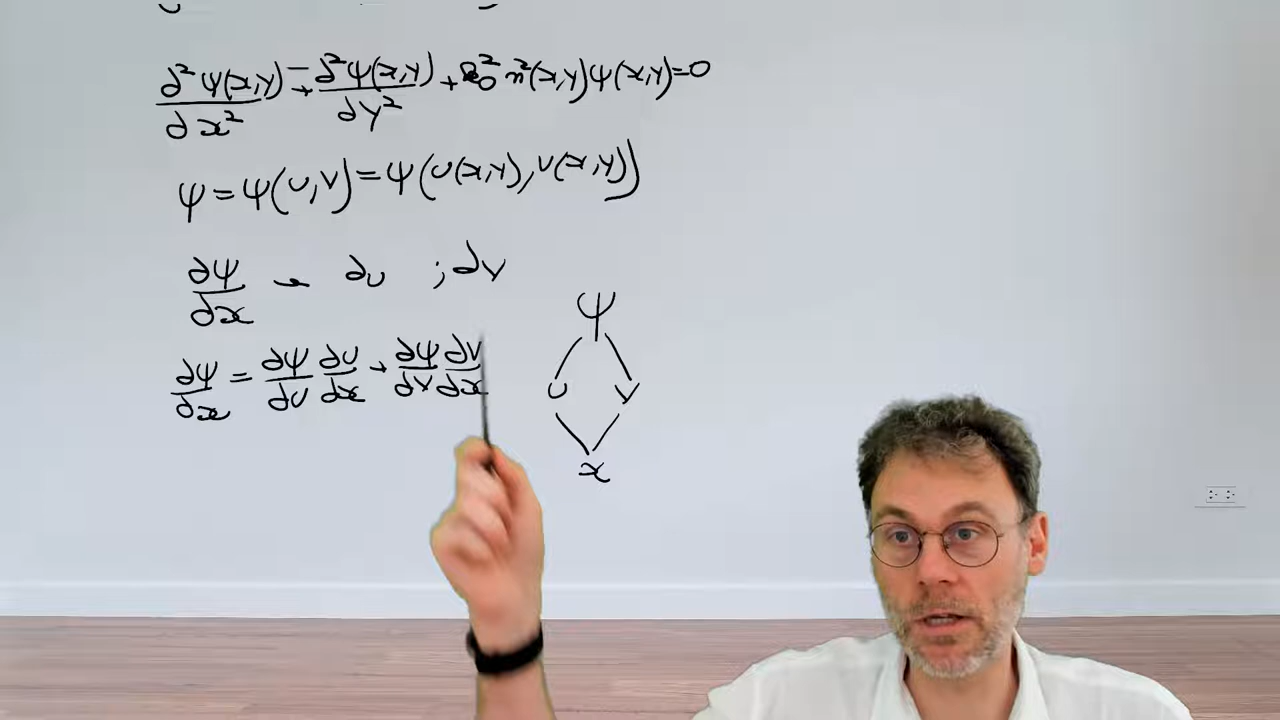 ∂²ψ(x,y)/∂x² + ∂²ψ(x,y)/∂y² + k₀² n²(x,y)ψ(x,y)=0
ψ = ψ(u,v) = ψ(u(x,y),v(x,y))
∂ψ/∂x → ∂u ; ∂v
∂ψ/∂x = ∂ψ/∂u ∂u/∂x + ∂ψ/∂v ∂v/∂x
ψ
u v
x